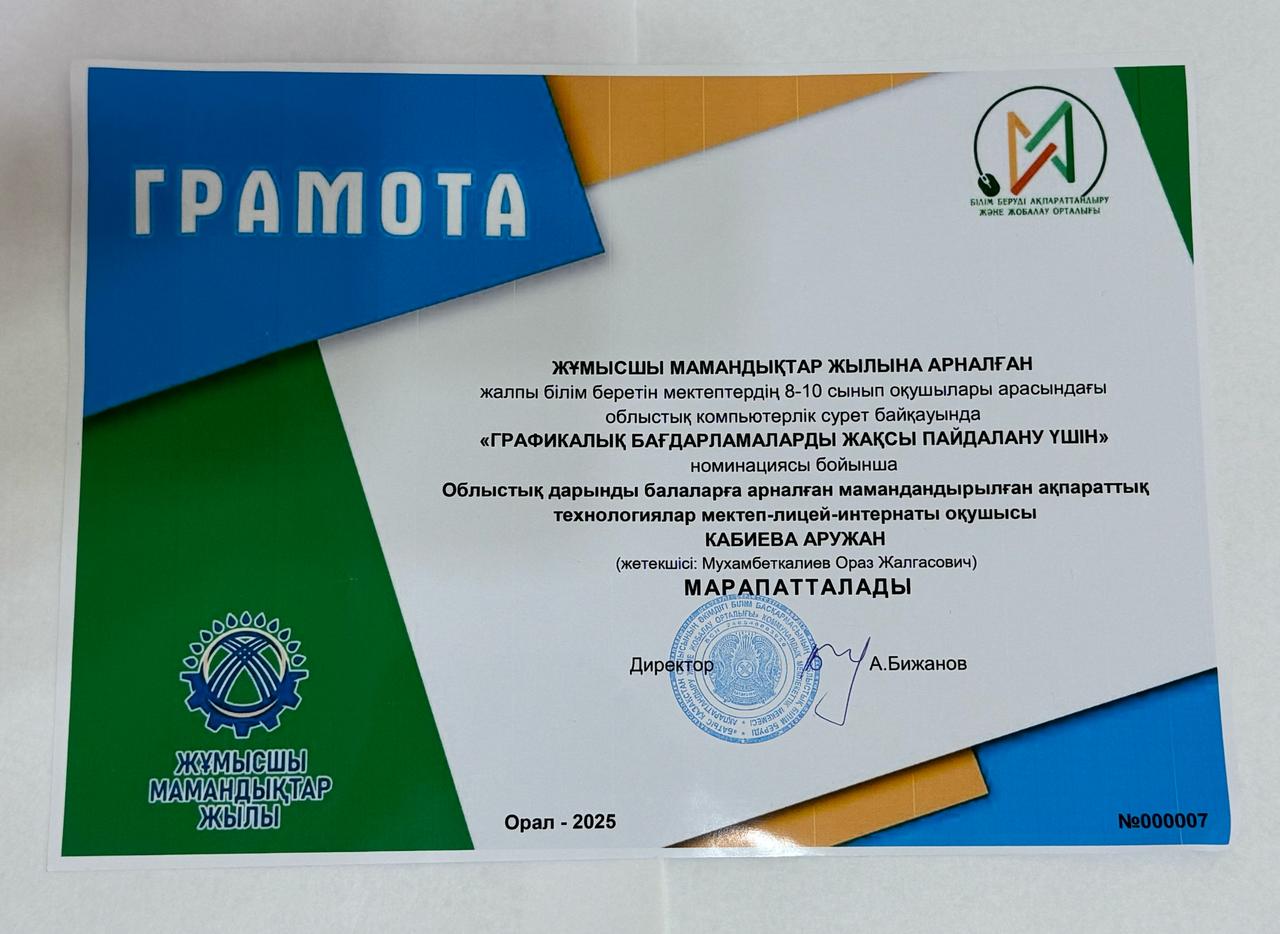 ГРАМОТА
БІЛІМ БЕРУДІ АҚПАРАТТАНДЫРУ
ЖӘНЕ ЖОБАЛАУ ОРТАЛЫҒЫ
ЖҰМЫСШЫ МАМАНДЫҚТАР ЖЫЛЫНА АРНАЛҒАН
жалпы білім беретін мектептердің 8-10 сынып оқушылары арасындағы
облыстық компьютерлік сурет байқауында
«ГРАФИКАЛЫҚ БАҒДАРЛАМАЛАРДЫ ЖАҚСЫ ПАЙДАЛАНУ ҮШІН»
номинациясы бойынша
Облыстық дарынды балаларға арналған мамандандырылған ақпараттық
технологиялар мектеп-лицей-интернаты оқушысы
КАБИЕВА АРУЖАН
(жетекшісі: Мухамбеткалиев Ораз Жалгасович)
МАРАПАТТАЛАДЫ
Директор А.Бижанов
ЖҰМЫСШЫ
МАМАНДЫҚТАР
ЖЫЛЫ
Орал - 2025
№000007